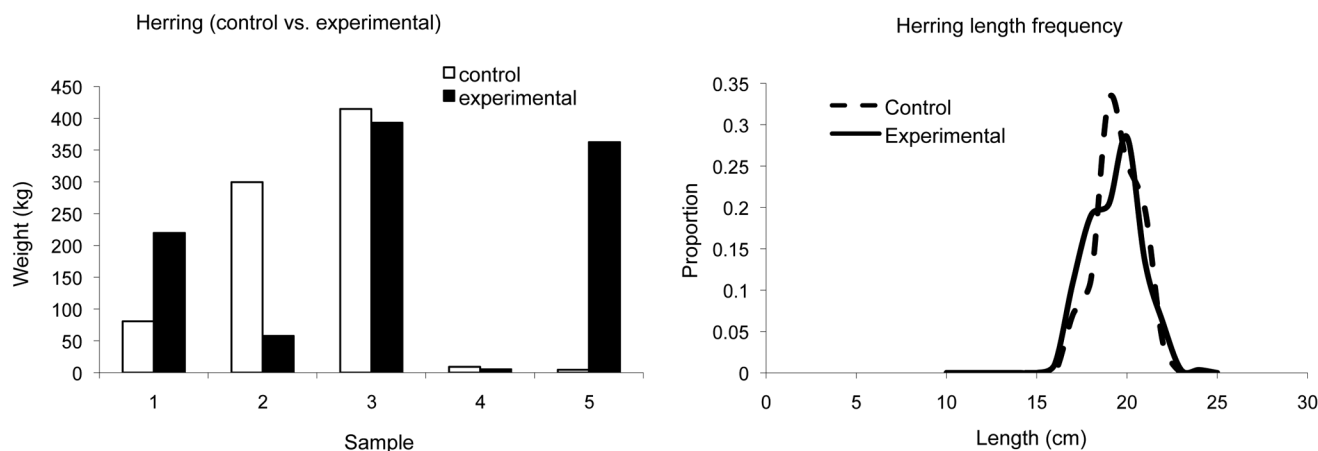 Herring (control vs. experimental)
control
experimental
450
400
350
300
250
200
150
100
50
0
Weight (kg)
1 2 3 4 5
Sample
Herring length frequency
Control
Experimental
0.35
0.3
0.25
0.2
0.15
0.1
0.05
0
Proportion
0 5 10 15 20 25 30
Length (cm)